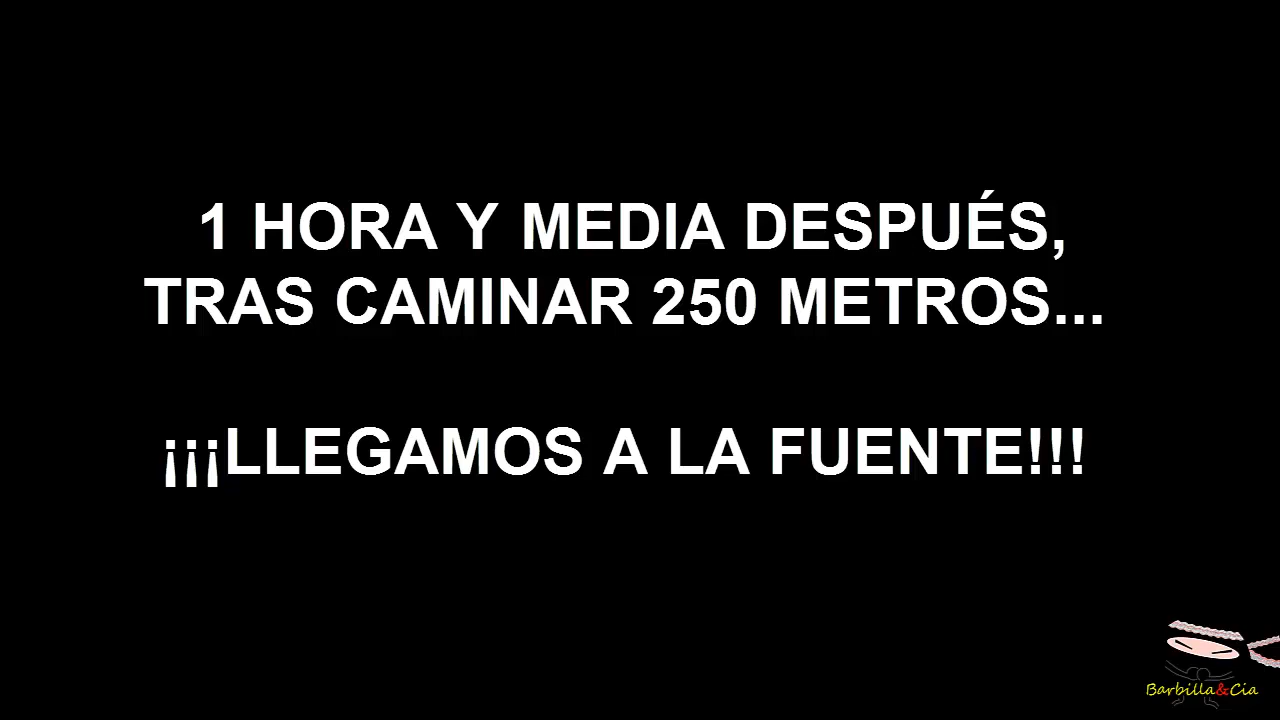 1 HORA Y MEDIA DESPUÉS,
TRAS CAMINAR 250 METROS...
¡¡¡LLEGAMOS A LA FUENTE!!!
Barbilla&Cia